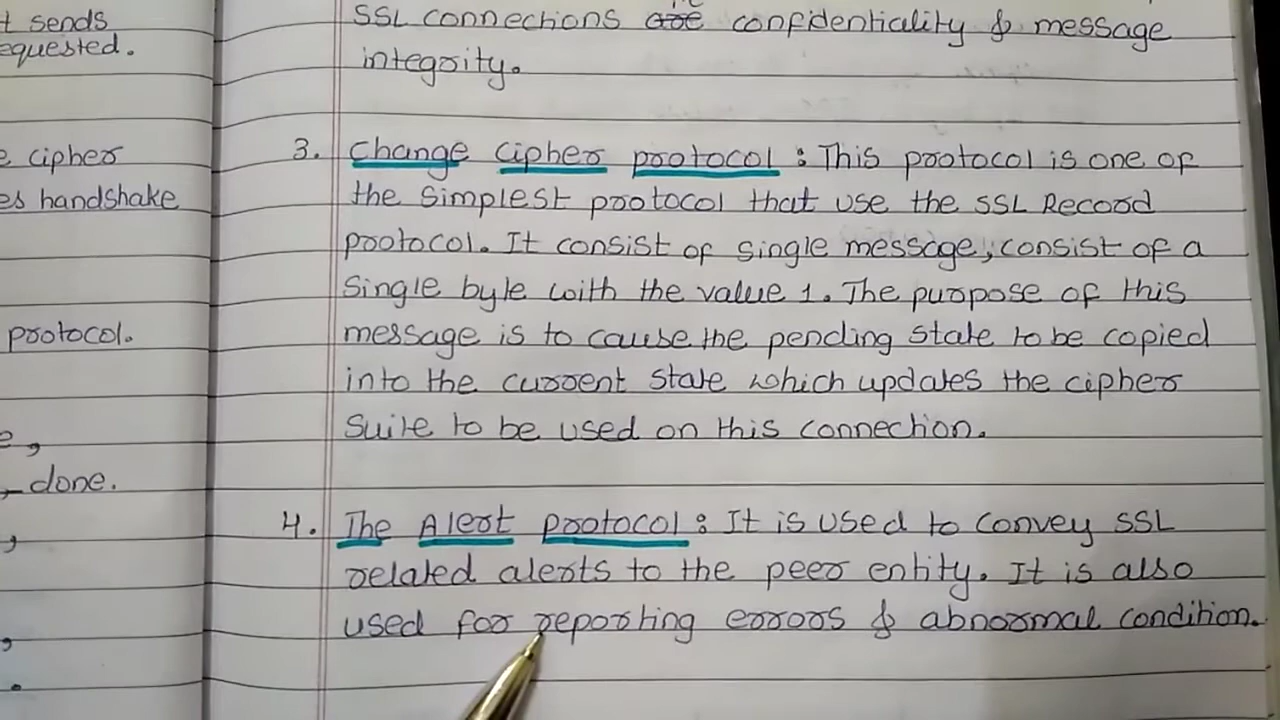 t sends
equested.
e cipher
es handshake
protocol.
e,
, done.
,
,
.
SSL connections are confidentiality & message
integrity.
3. Change cipher protocol : This protocol is one of
the simplest protocol that use the SSL Record
protocol. It consist of single message, consist of a
single byte with the value 1. The purpose of this
message is to cause the pending state to be copied
into the current state which updates the cipher
suite to be used on this connection.
4. The Alert protocol : It is used to convey SSL
related alerts to the peer entity. It is also
used for reporting errors & abnormal condition.